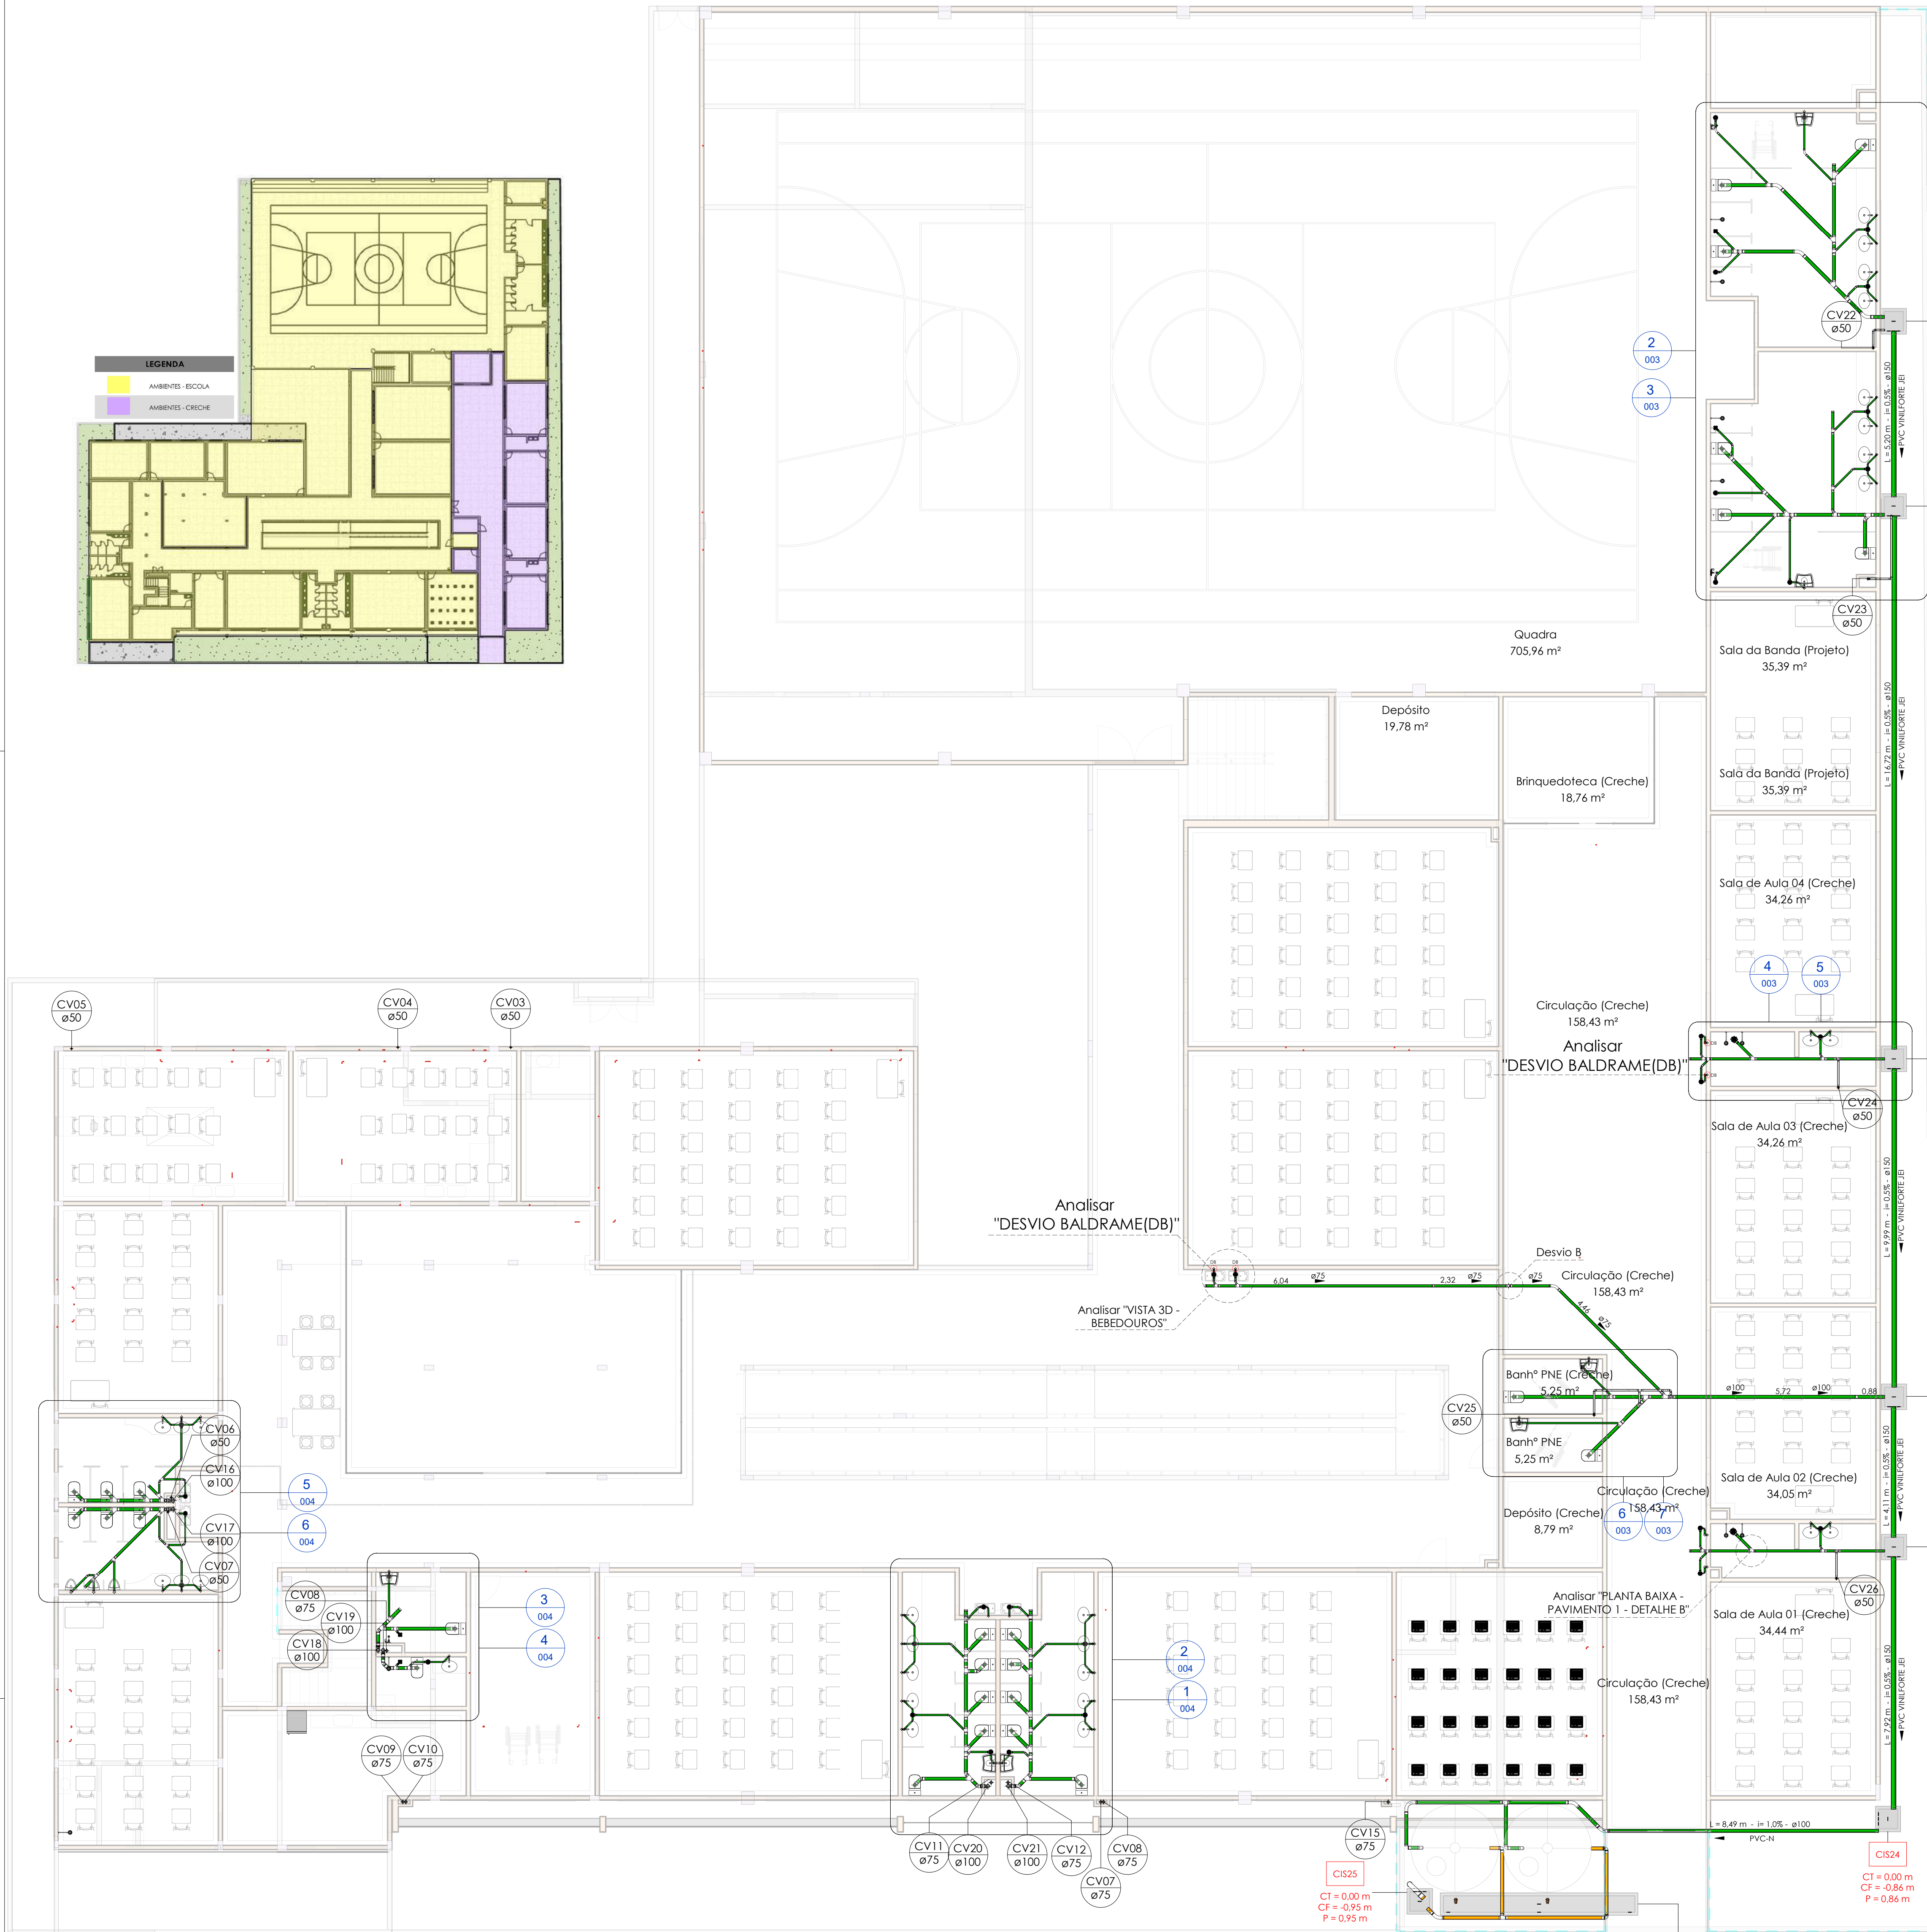 LEGENDA
AMBIENTES - ESCOLA
AMBIENTES - CRECHE
CV22
ø50
2
003
3
003
L = 5,20 m - i= 0,5% - ø150
PVC VINILFORTE JEI
CV23
ø50
Quadra
705,96 m²
Sala da Banda (Projeto)
35,39 m²
Depósito
19,78 m²
L = 16,72 m - i= 0,5% - ø150
PVC VINILFORTE JEI
Brinquedoteca (Creche)
18,76 m²
Sala da Banda (Projeto)
35,39 m²
Sala de Aula 04 (Creche)
34,26 m²
4
003
5
003
CV05
ø50
CV04
ø50
CV03
ø50
Circulação (Creche)
158,43 m²
Analisar
"DESVIO BALDRAME(DB)"
DB
DB
CV24
ø50
Sala de Aula 03 (Creche)
34,26 m²
L = 9,99 m - i= 0,5% - ø150
PVC VINILFORTE JEI
Analisar
"DESVIO BALDRAME(DB)"
DB
DB
6,04
ø75
2,32
ø75
Desvio B
ø75
Circulação (Creche)
158,43 m²
4,46
ø75
Analisar "VISTA 3D -
BEBEDOUROS"
Banhº PNE (Creche)
5,25 m²
ø100
5,72
ø100
0,88
CV25
ø50
Banhº PNE
5,25 m²
CV06
ø50
CV16
ø100
5
004
6
004
CV17
ø100
CV07
ø50
Sala de Aula 02 (Creche)
34,05 m²
L = 4,11 m - i= 0,5% - ø150
PVC VINILFORTE JEI
Circulação (Creche)
158,43 m²
Depósito (Creche)
8,79 m²
6
003
7
003
CV08
ø75
CV19
ø100
CV18
ø100
3
004
4
004
Analisar "PLANTA BAIXA -
PAVIMENTO 1 - DETALHE B"
CV26
ø50
Sala de Aula 01 (Creche)
34,44 m²
2
004
1
004
Circulação (Creche)
158,43 m²
L = 7,92 m - i= 0,5% - ø150
PVC VINILFORTE JEI
CV09
ø75
CV10
ø75
CV11
ø75
CV20
ø100
CV21
ø100
CV12
ø75
CV08
ø75
CV07
ø75
CV15
ø75
L = 8,49 m - i= 1,0% - ø100
PVC-N
CIS25
CT = 0,00 m
CF = -0,95 m
P = 0,95 m
CIS24
CT = 0,00 m
CF = -0,86 m
P = 0,86 m